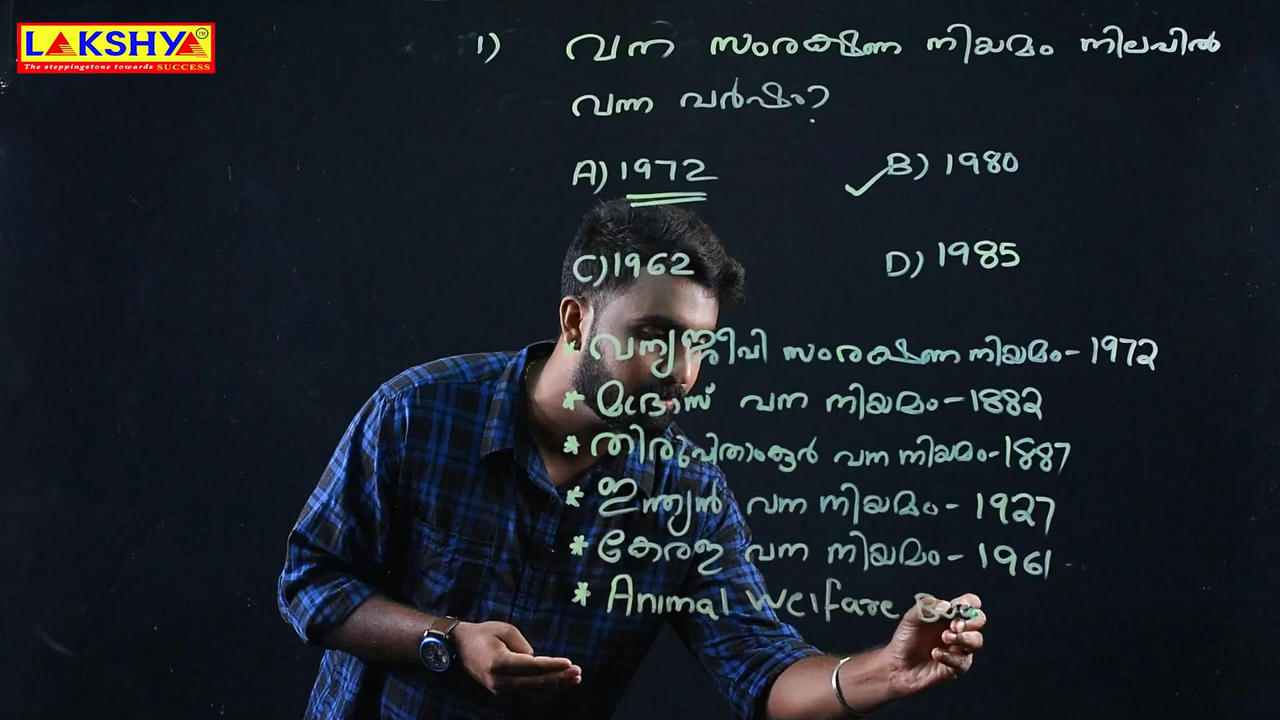 LAKSHYA TM
The steppingstone towards SUCCESS
1) വന സംരക്ഷണ നിയമം നിലവിൽ
വന്ന വർഷം?
A) 1972 B) 1980
C) 1962 D) 1985
* വന്യജീവി സംരക്ഷണ നിയമം - 1972
* മദ്രാസ് വന നിയമം - 1882
* തിരുവിതാംകൂർ വന നിയമം - 1887
* ഇന്ത്യൻ വന നിയമം - 1927
* കേരള വന നിയമം - 1961
* Animal Welfare